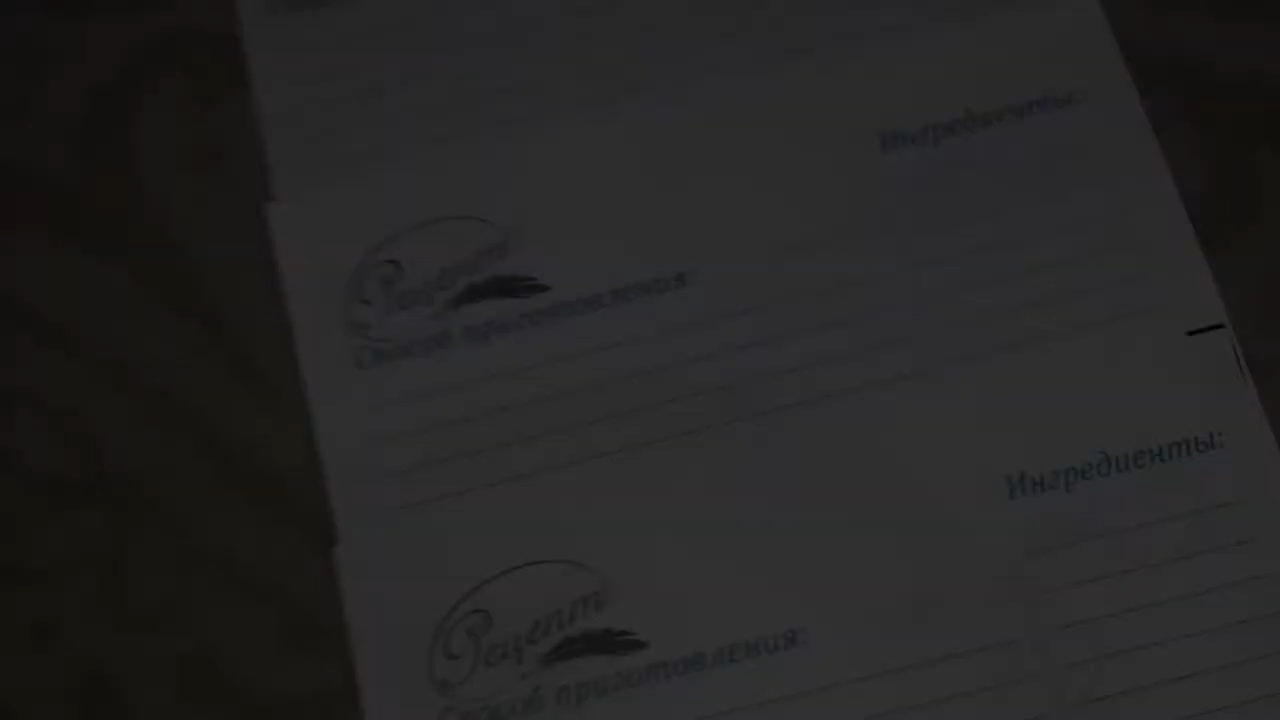 Ингредиенты:
Рецепт
Способ приготовления:
Ингредиенты:
Рецепт
Способ приготовления: